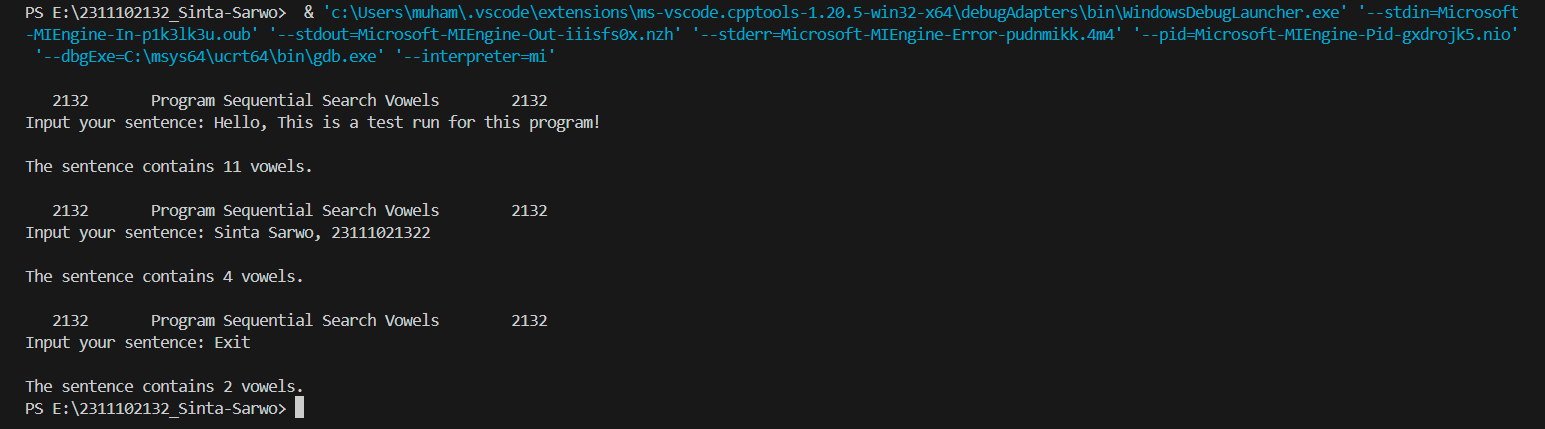 PS E:\2311102132_Sinta-Sarwo>  & 'c:\Users\muham\.vscode\extensions\ms-vscode.cpptools-1.20.5-win32-x64\debugAdapters\bin\WindowsDebugLauncher.exe' '--stdin=Microsoft
-MIEngine-In-p1k3lk3u.oub' '--stdout=Microsoft-MIEngine-Out-iiisfs0x.nzh' '--stderr=Microsoft-MIEngine-Error-pudnmikk.4m4' '--pid=Microsoft-MIEngine-Pid-gxdrojk5.nio'
 '--dbgExe=C:\msys64\ucrt64\bin\gdb.exe' '--interpreter=mi'
   2132       Program Sequential Search Vowels        2132
Input your sentence: Hello, This is a test run for this program!
The sentence contains 11 vowels.
   2132       Program Sequential Search Vowels        2132
Input your sentence: Sinta Sarwo, 23111021322
The sentence contains 4 vowels.
   2132       Program Sequential Search Vowels        2132
Input your sentence: Exit
The sentence contains 2 vowels.
PS E:\2311102132_Sinta-Sarwo>